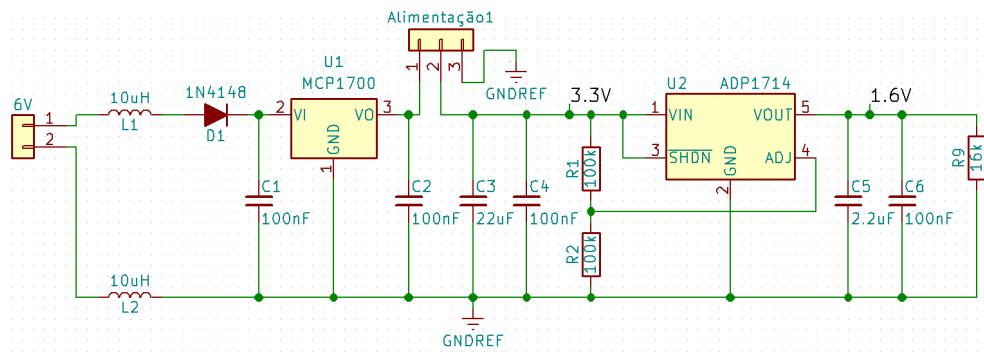 Alimentação1
1
2
3
GNDREF
6V
1
2
10uH
L1
1N4148
D1
U1
MCP1700
2
VI
VO
3
GND
1
C1
100nF
C2
100nF
C3
22uF
C4
100nF
3.3V
R1
100k
R2
100k
U2
ADP1714
1
VIN
VOUT
5
3
SHDN
ADJ
4
GND
2
1.6V
C5
2.2uF
C6
100nF
R9
16k
10uH
L2
GNDREF